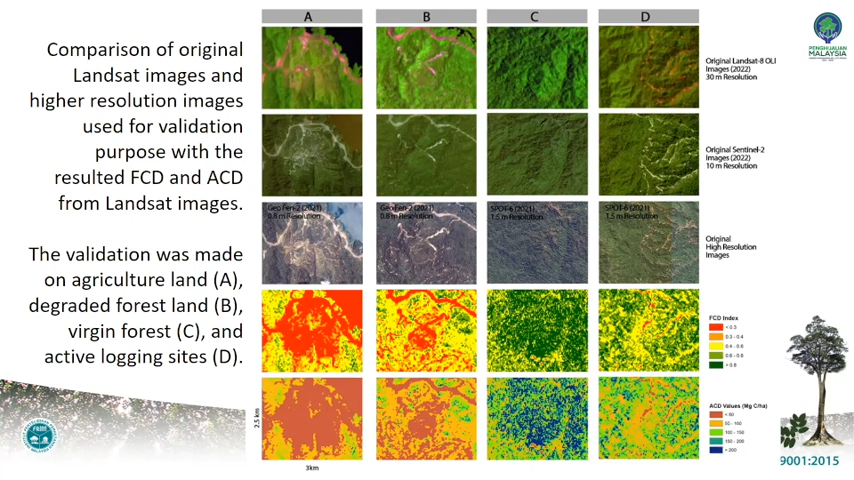 Comparison of original
Landsat images and
higher resolution images
used for validation
purpose with the
resulted FCD and ACD
from Landsat images.
The validation was made
on agriculture land (A),
degraded forest land (B),
virgin forest (C), and
active logging sites (D).
A
B
C
D
Original Landsat-8 OLI
Images (2022)
30 m Resolution
Original Sentinel-2
Images (2022)
10 m Resolution
Geo Fen-2 (2021)
0.8 m Resolution
Geo Fen-2 (2021)
0.8 m Resolution
SPOT-6 (2021)
1.5 m Resolution
SPOT-6 (2021)
1.5 m Resolution
Original
High Resolution
Images
FCD Index
< 0.3
0.3 - 0.4
0.4 - 0.6
0.6 - 0.8
> 0.8
ACD Values (Mg C/ha)
< 50
50 - 100
100 - 150
150 - 200
> 200
2.5 km
3km
PENGHIJAUAN
MALAYSIA
FRIM
9001:2015